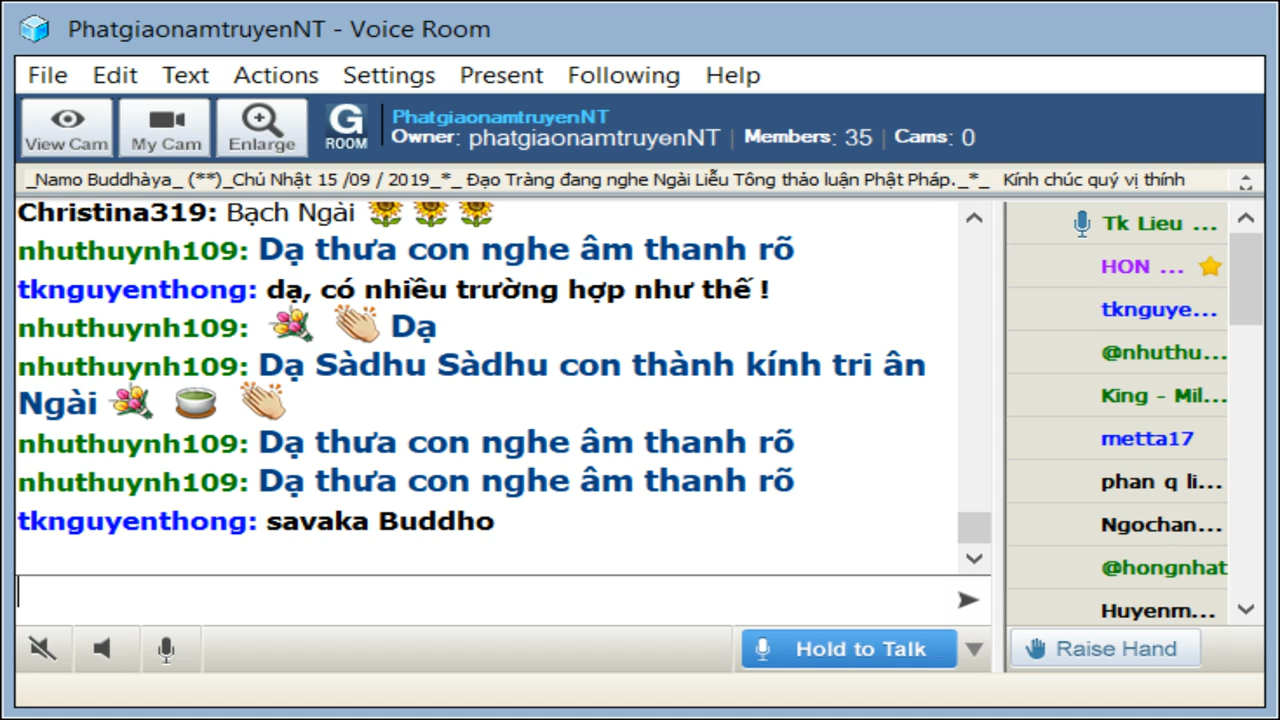 PhatgiaonamtruyenNT - Voice Room
File Edit Text Actions Settings Present Following Help
View Cam My Cam Enlarge G ROOM
PhatgiaonamtruyenNT
Owner: phatgiaonamtruyenNT | Members: 35 | Cams: 0
_Namo Buddhàya_ (**)_Chủ Nhật 15 /09 / 2019_*_ Đạo Tràng đang nghe Ngài Liễu Tông thảo luận Phật Pháp._*_ Kính chúc quý vị thính
Christina319: Bạch Ngài
nhuthuynh109: Dạ thưa con nghe âm thanh rõ
tknguyenthong: dạ, có nhiều trường hợp như thế !
nhuthuynh109: Dạ
nhuthuynh109: Dạ Sàdhu Sàdhu con thành kính tri ân
Ngài
nhuthuynh109: Dạ thưa con nghe âm thanh rõ
nhuthuynh109: Dạ thưa con nghe âm thanh rõ
tknguyenthong: savaka Buddho
Tk Lieu ...
HON ...
tknguye...
@nhuthu...
King - Mil...
metta17
phan q li...
Ngochan...
@hongnhat
Huyenm...
Hold to Talk
Raise Hand